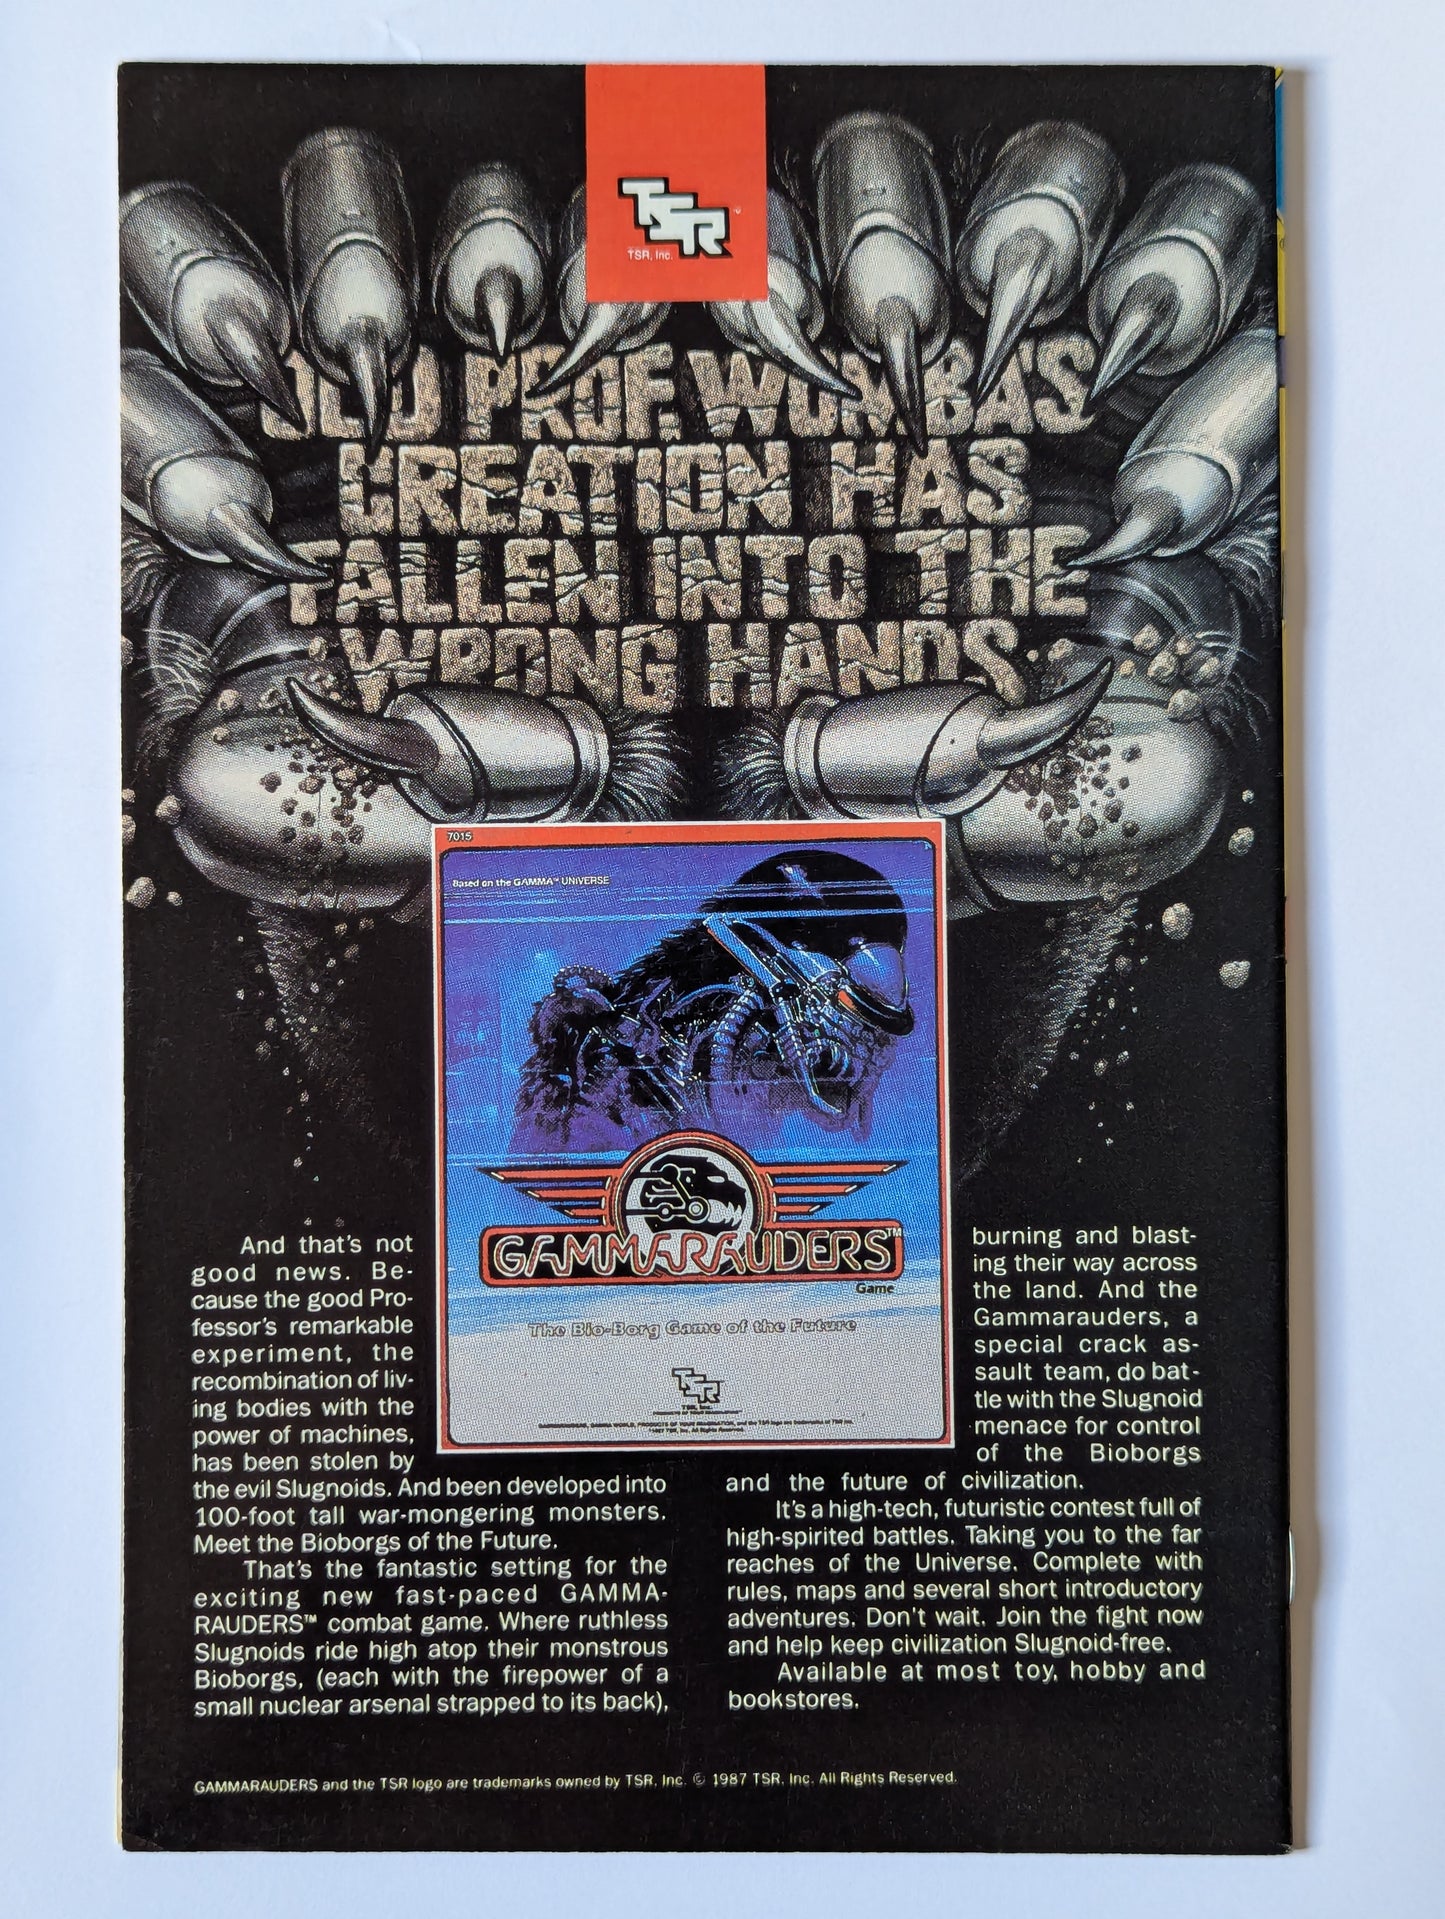 TSR
TSR, Inc.
OLD PROF. WOMBA'S
CREATION HAS
FALLEN INTO THE
WRONG HANDS
7015
Based on the GAMMA™ UNIVERSE
GAMMARAUDERS™
Game
The Bio-Borg Game of the Future
TSR
TSR, Inc.
And that's not
good news. Be-
cause the good Pro-
fessor's remarkable
experiment, the
recombination of liv-
ing bodies with the
power of machines,
has been stolen by
the evil Slugnoids. And been developed into
100-foot tall war-mongering monsters.
Meet the Bioborgs of the Future.
That's the fantastic setting for the
exciting new fast-paced GAMMA-
RAUDERS™ combat game. Where ruthless
Slugnoids ride high atop their monstrous
Bioborgs, (each with the firepower of a
small nuclear arsenal strapped to its back),
burning and blast-
ing their way across
the land. And the
Gammarauders, a
special crack as-
sault team, do bat-
tle with the Slugnoid
menace for control
of the Bioborgs
and the future of civilization.
It's a high-tech, futuristic contest full of
high-spirited battles. Taking you to the far
reaches of the Universe. Complete with
rules, maps and several short introductory
adventures. Don't wait. Join the fight now
and help keep civilization Slugnoid-free.
Available at most toy, hobby and
bookstores.
GAMMARAUDERS and the TSR logo are trademarks owned by TSR, Inc. © 1987 TSR, Inc. All Rights Reserved.